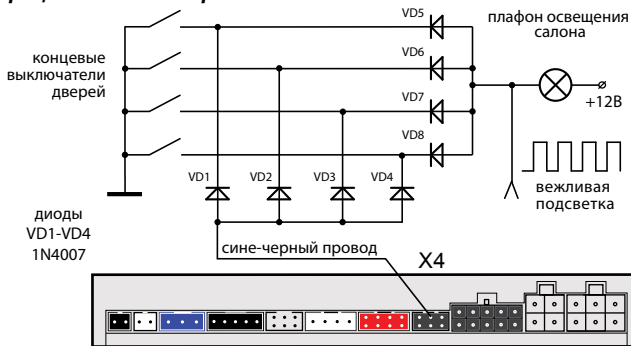 концевые
выключатели
дверей
VD5
VD6
VD7
VD8
плафон освещения
салона
+12В
вежливая
подсветка
VD1
VD2
VD3
VD4
диоды
VD1-VD4
1N4007
сине-черный провод
X4